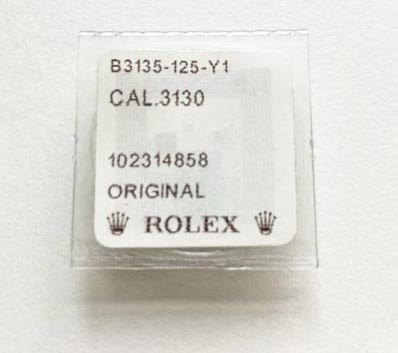 B3135-125-Y1
CAL.3130
102314858
ORIGINAL
ROLEX